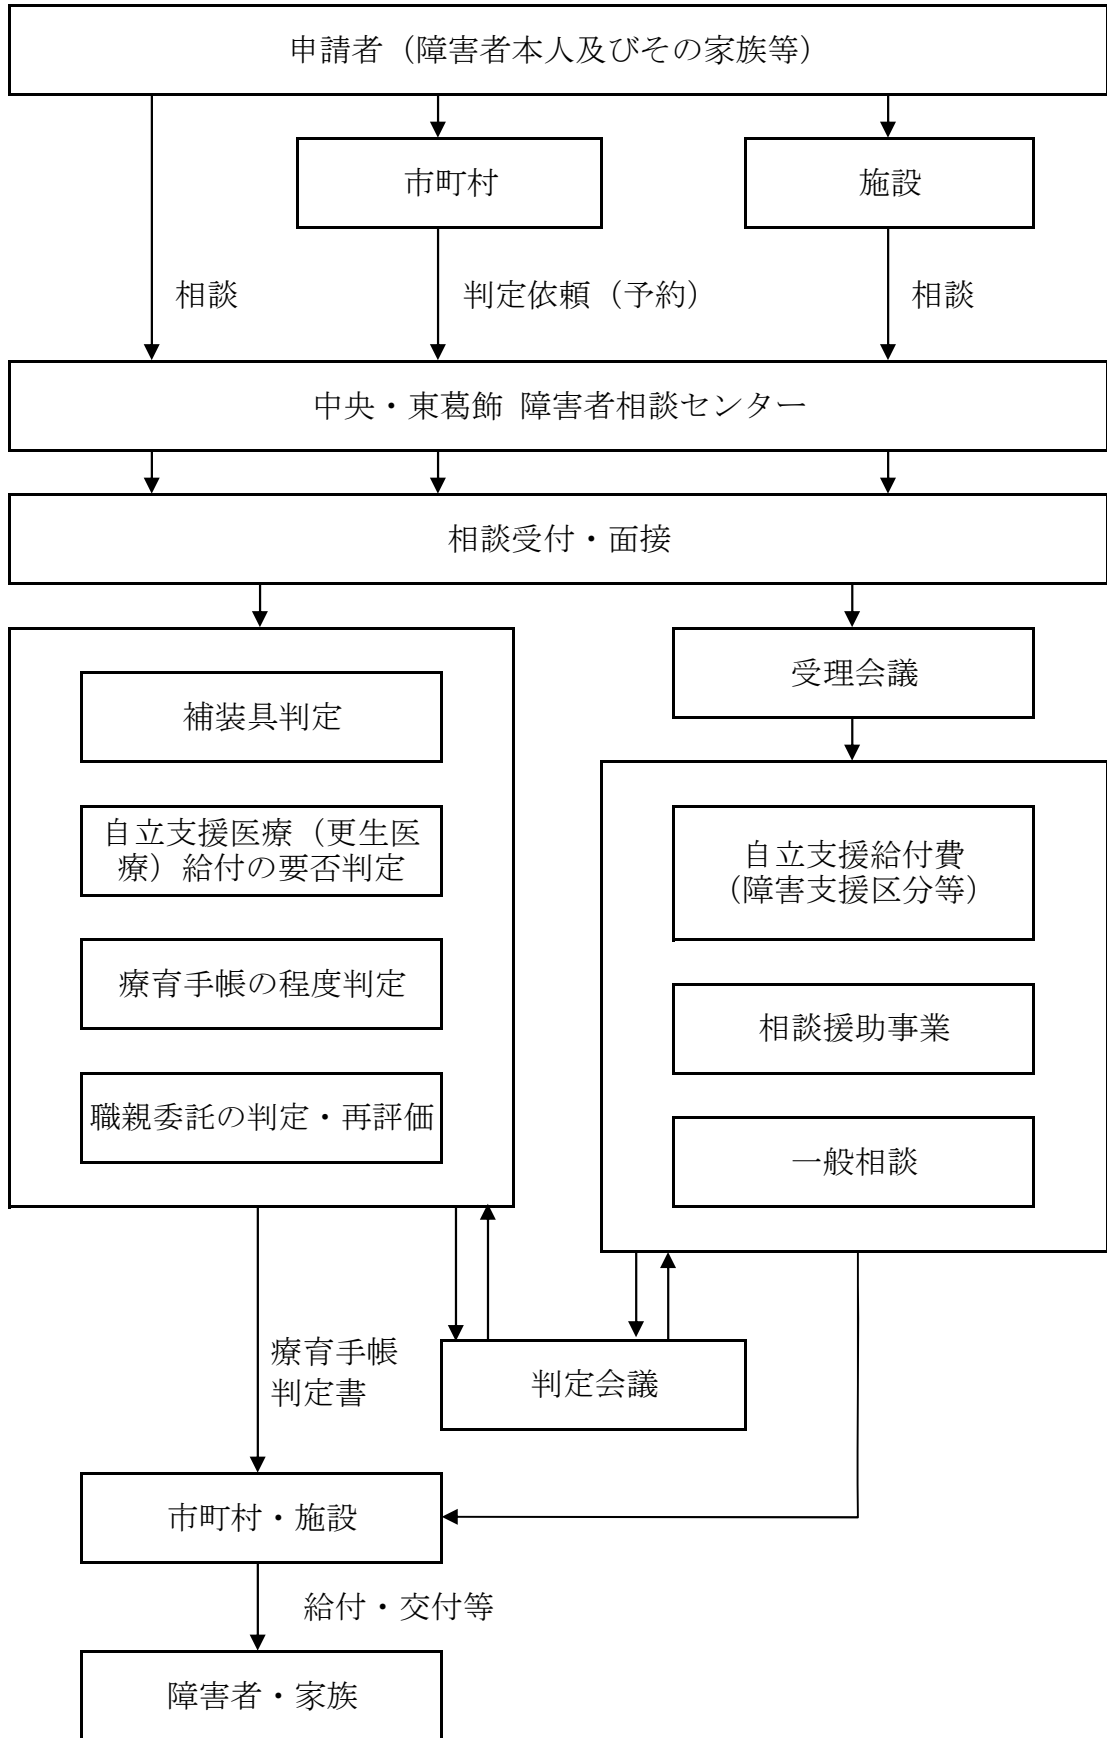 申請者（障害者本人及びその家族等）
市町村
施設
相談
判定依頼（予約）
相談
中央・東葛飾 障害者相談センター
相談受付・面接
補装具判定
自立支援医療（更生医
療）給付の要否判定
療育手帳の程度判定
職親委託の判定・再評価
受理会議
自立支援給付費
（障害支援区分等）
相談援助事業
一般相談
療育手帳
判定書
判定会議
市町村・施設
給付・交付等
障害者・家族